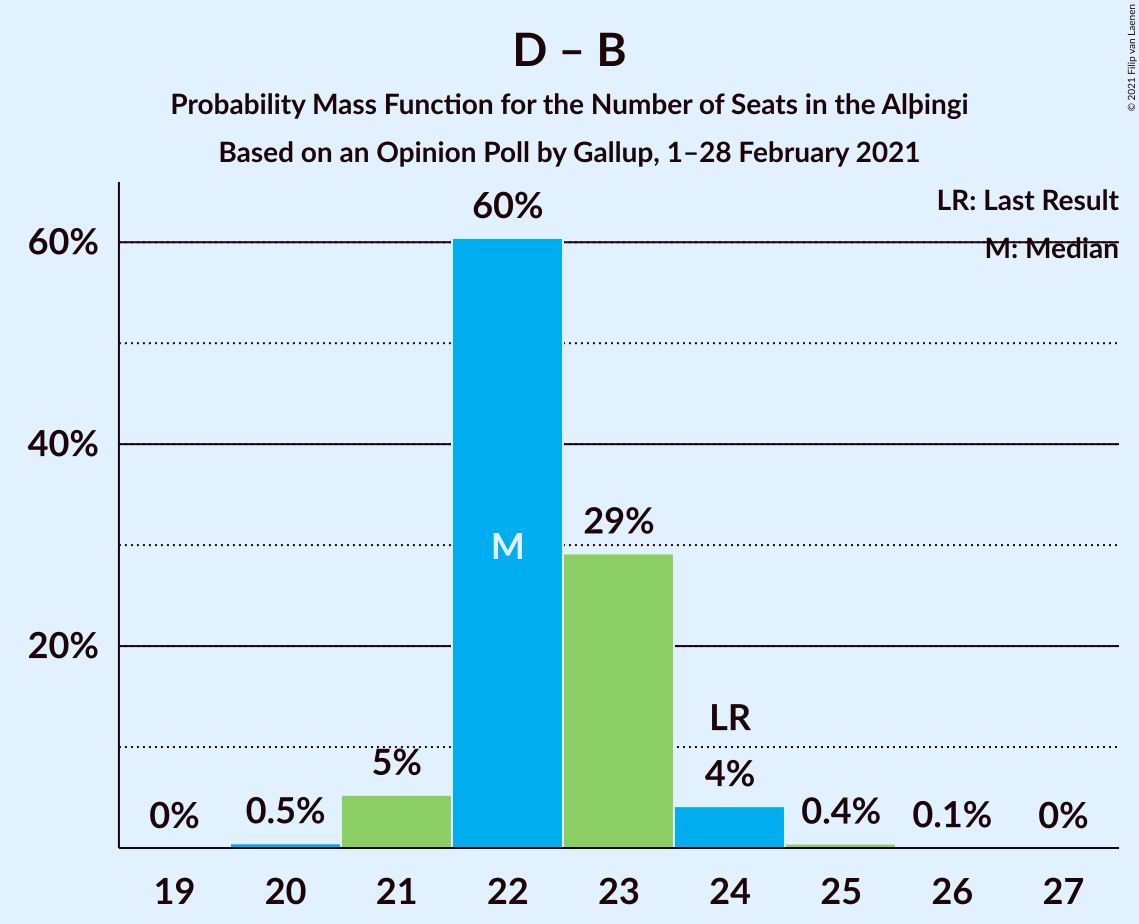 D – B
Probability Mass Function for the Number of Seats in the Alþingi
Based on an Opinion Poll by Gallup, 1–28 February 2021
© 2021 Filip van Laenen
LR: Last Result
M: Median
60%
40%
20%
0%
0.5%
5%
60%
M
29%
LR
4%
0.4%
0.1%
0%
19 20 21 22 23 24 25 26 27